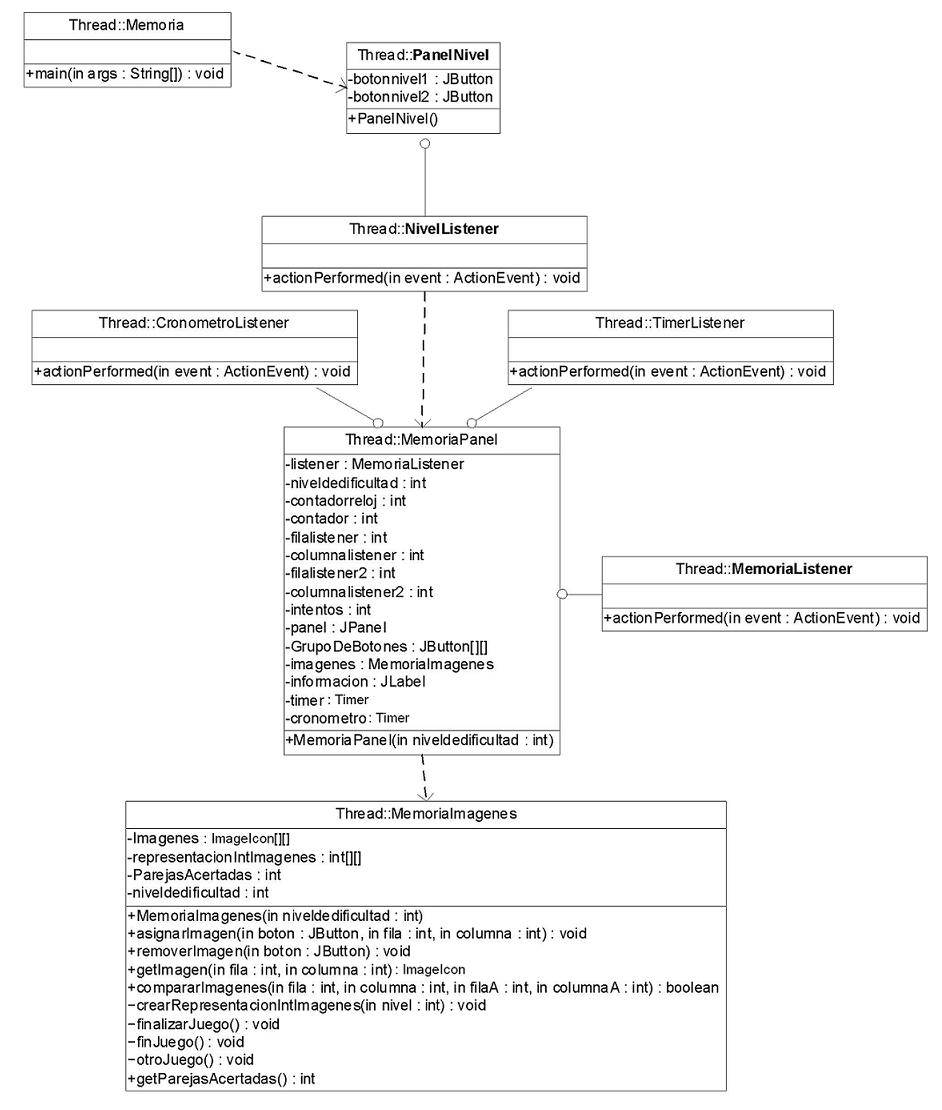 Thread::Memoria
+main(in args : String[]) : void
Thread::PanelNivel
-botonnivel1 : JButton
-botonnivel2 : JButton
+PanelNivel()
Thread::NivelListener
+actionPerformed(in event : ActionEvent) : void
Thread::CronometroListener
+actionPerformed(in event : ActionEvent) : void
Thread::TimerListener
+actionPerformed(in event : ActionEvent) : void
Thread::MemoriaPanel
-listener : MemoriaListener
-niveldedificultad : int
-contadorreloj : int
-contador : int
-filalistener : int
-columnalistener : int
-filalistener2 : int
-columnalistener2 : int
-intentos : int
-panel : JPanel
-GrupoDeBotones : JButton[][]
-imagenes : MemoriaImagenes
-informacion : JLabel
-timer : Timer
-cronometro : Timer
+MemoriaPanel(in niveldedificultad : int)
Thread::MemoriaListener
+actionPerformed(in event : ActionEvent) : void
Thread::MemoriaImagenes
-Imagenes : ImageIcon[][]
-representacionIntImagenes : int[][]
-ParejasAcertadas : int
-niveldedificultad : int
+MemoriaImagenes(in niveldedificultad : int)
+asignarImagen(in boton : JButton, in fila : int, in columna : int) : void
+removerImagen(in boton : JButton) : void
+getImagen(in fila : int, in columna : int) : ImageIcon
+compararImagenes(in fila : int, in columna : int, in filaA : int, in columnaA : int) : boolean
−crearRepresentacionIntImagenes(in nivel : int) : void
−finalizarJuego() : void
−finJuego() : void
−otroJuego() : void
+getParejasAcertadas() : int